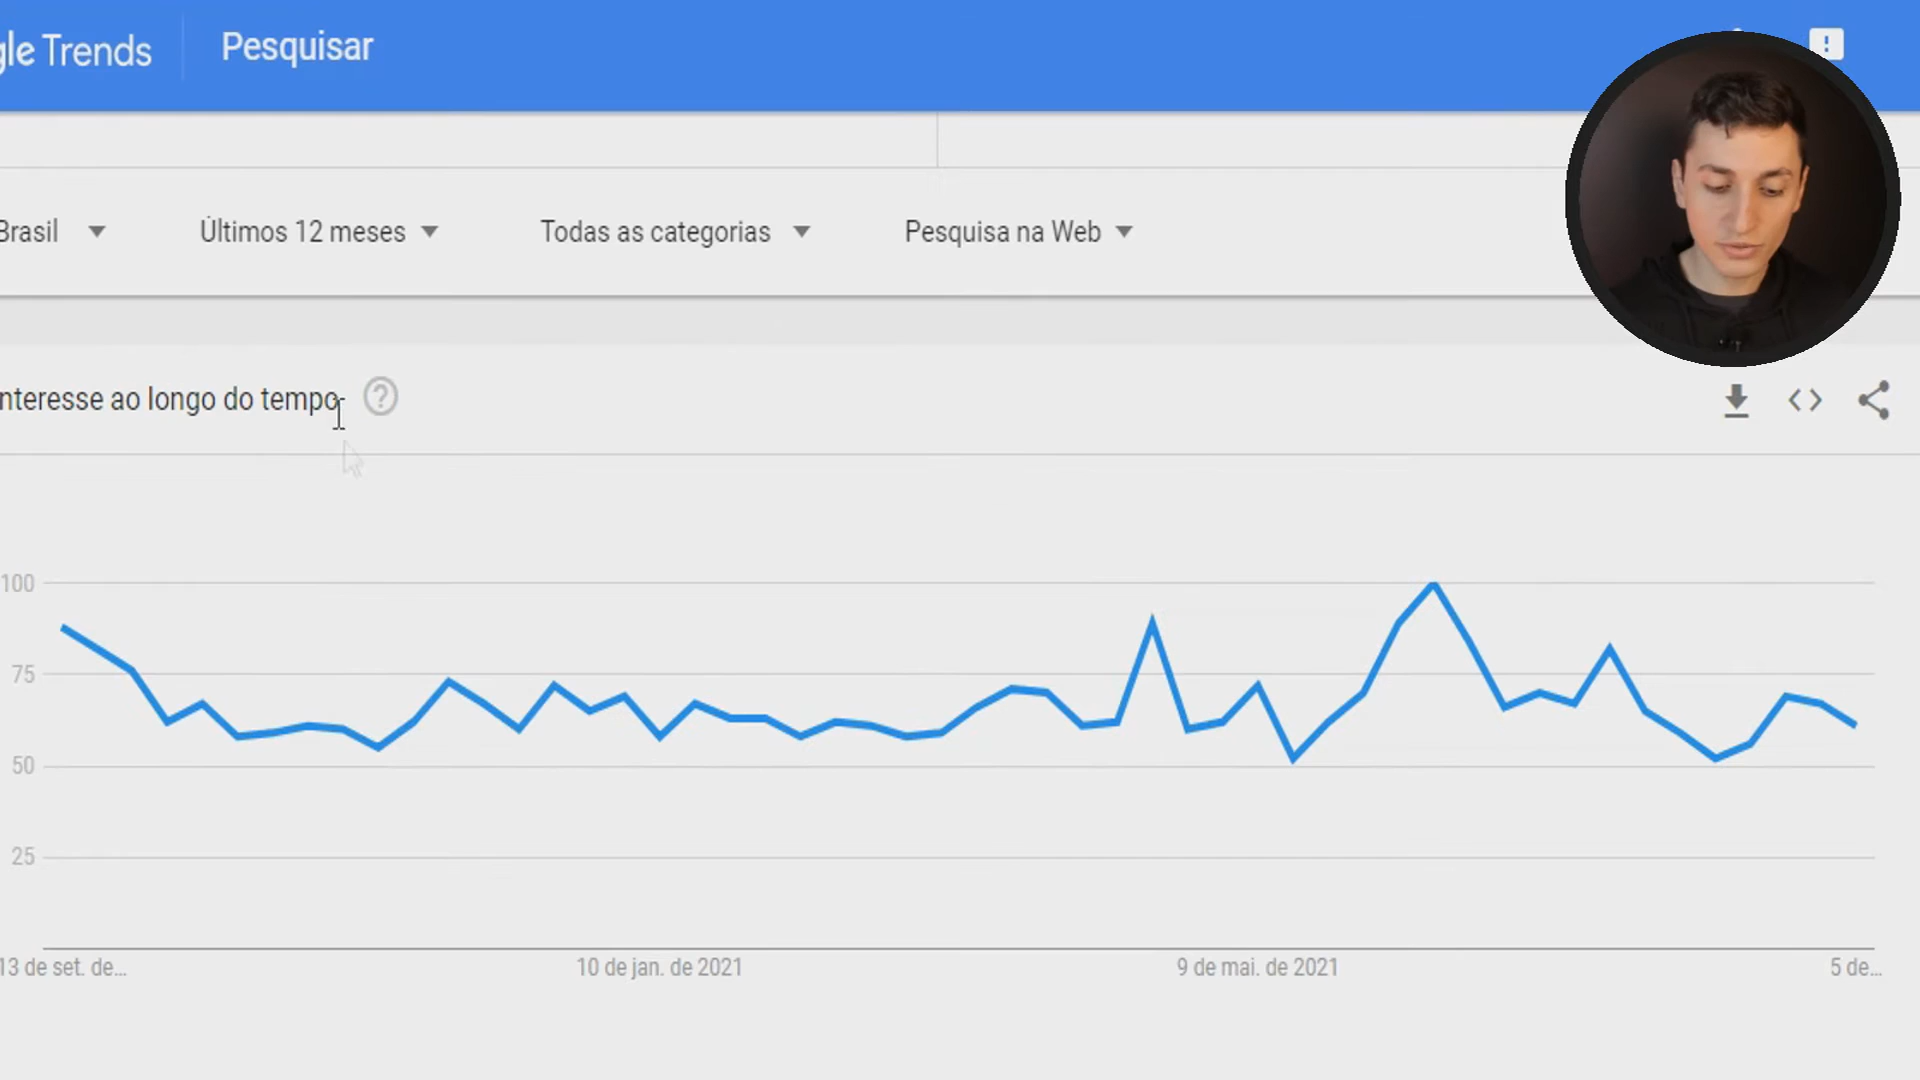 gle Trends
Pesquisar
Brasil
Últimos 12 meses
Todas as categorias
Pesquisa na Web
nteresse ao longo do tempo
100
75
50
25
13 de set. de...
10 de jan. de 2021
9 de mai. de 2021
5 de...